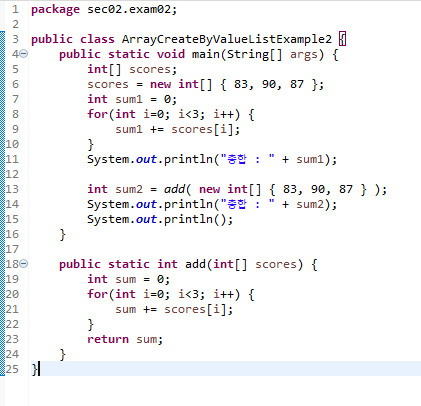 1 package sec02.exam02;
2
3 public class ArrayCreateByValueListExample2 {
4     public static void main(String[] args) {
5         int[] scores;
6         scores = new int[] { 83, 90, 87 };
7         int sum1 = 0;
8         for(int i=0; i<3; i++) {
9             sum1 += scores[i];
10         }
11         System.out.println("총합 : " + sum1);
12
13         int sum2 = add( new int[] { 83, 90, 87 } );
14         System.out.println("총합 : " + sum2);
15         System.out.println();
16     }
17
18     public static int add(int[] scores) {
19         int sum = 0;
20         for(int i=0; i<3; i++) {
21             sum += scores[i];
22         }
23         return sum;
24     }
25 }